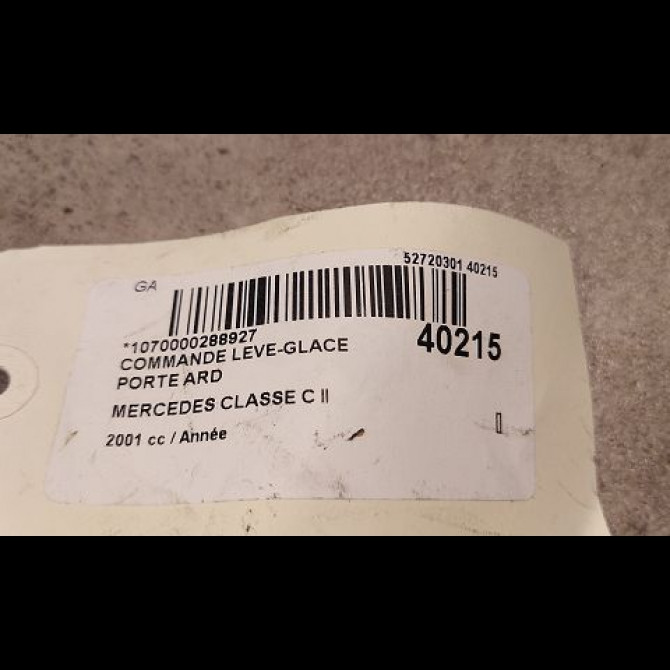 GA
52720301 40215
*1070000288927
40215
COMMANDE LEVE-GLACE
PORTE ARD
MERCEDES CLASSE C II
2001 cc / Année